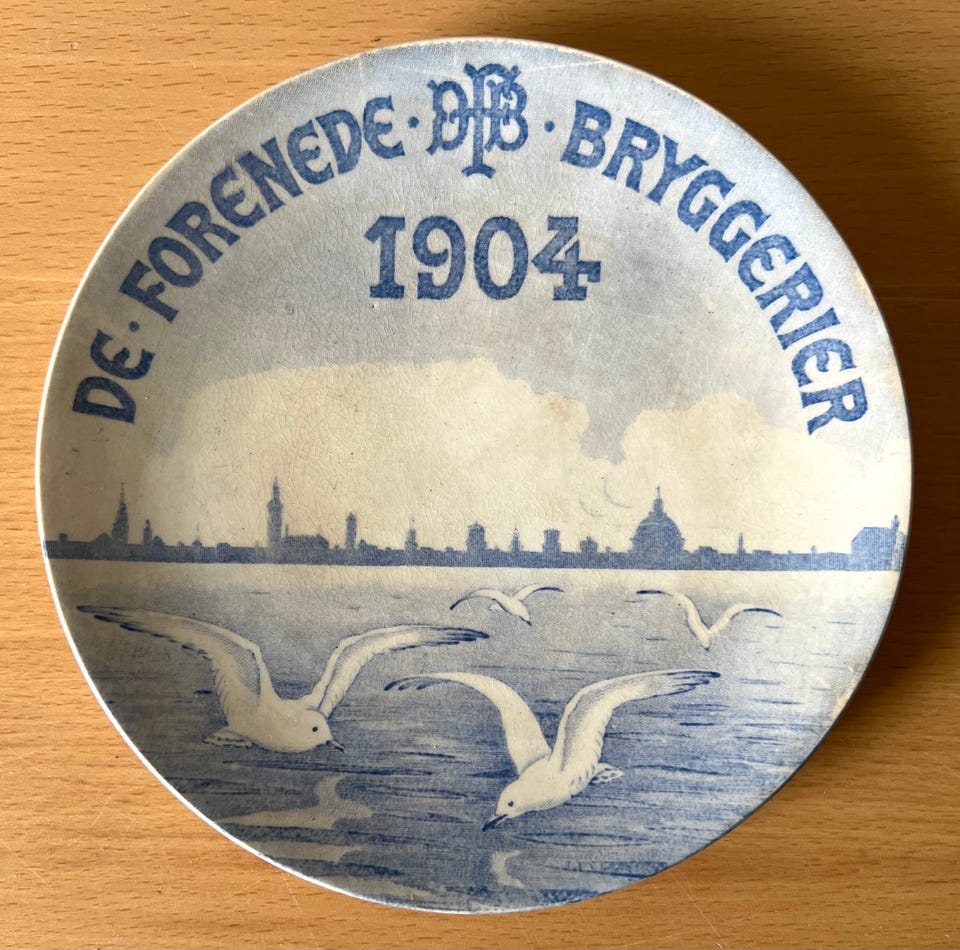 DE · FORENEDE · DFB · BRYGGERIER
1904